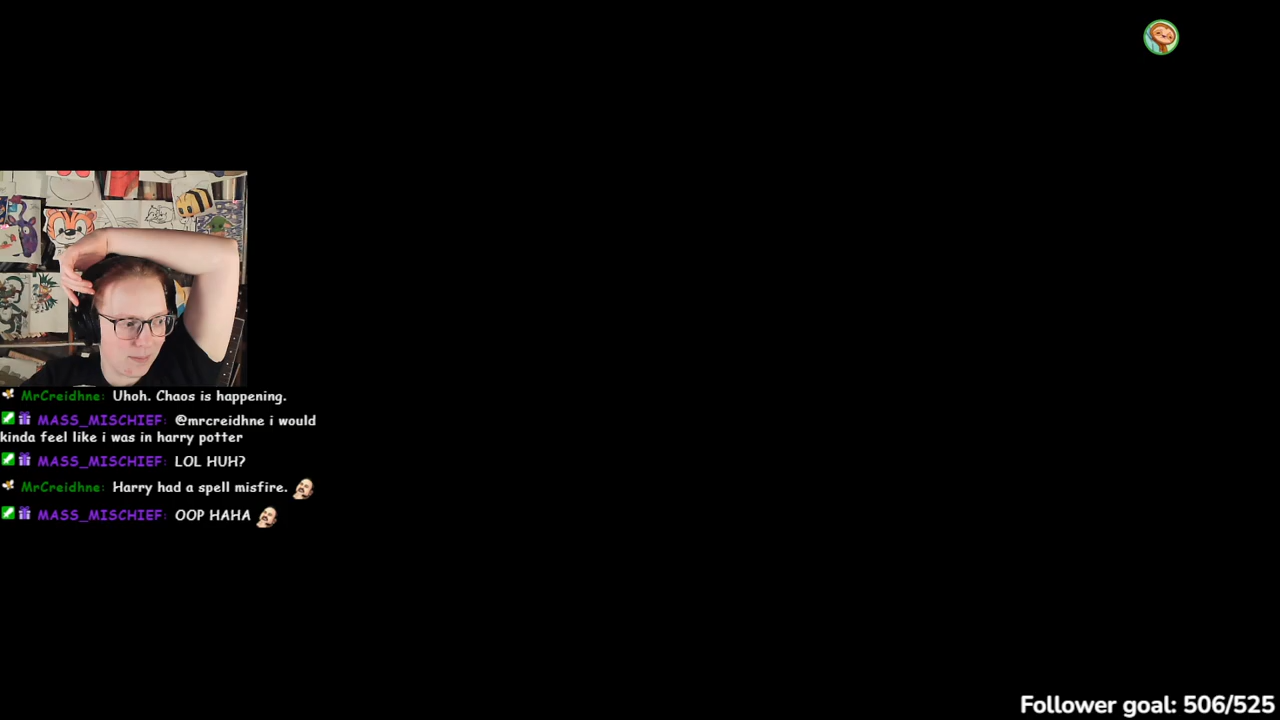 MrCreidhne: Uhoh. Chaos is happening.
MASS_MISCHIEF: @mrcreidhne i would
kinda feel like i was in harry potter
MASS_MISCHIEF: LOL HUH?
MrCreidhne: Harry had a spell misfire.
MASS_MISCHIEF: OOP HAHA
Follower goal: 506/525